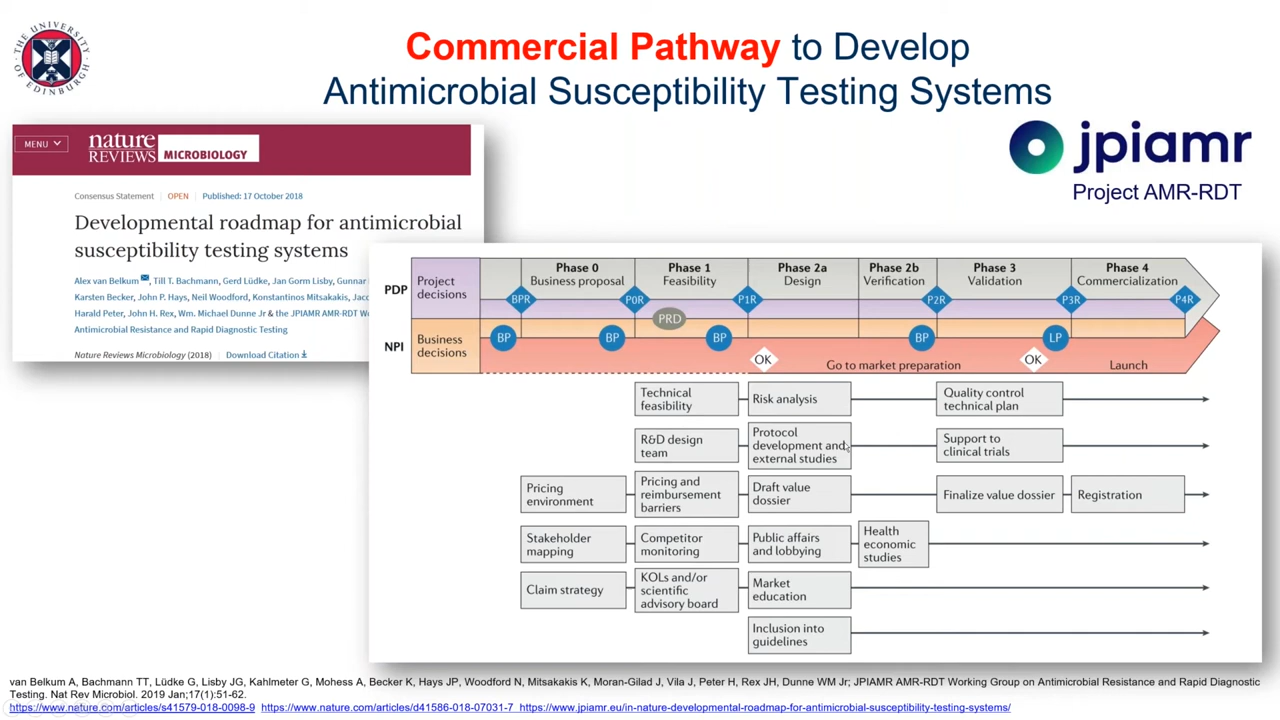 THE UNIVERSITY
OF EDINBURGH
Commercial Pathway to Develop
Antimicrobial Susceptibility Testing Systems
MENU
nature
REVIEWS MICROBIOLOGY
Consensus Statement | OPEN | Published: 17 October 2018
Developmental roadmap for antimicrobial
susceptibility testing systems
Alex van Belkum, Till T. Bachmann, Gerd Lüdke, Jan Gorm Lisby, Gunnar
Karsten Becker, John P. Hays, Neil Woodford, Konstantinos Mitsakakis,
Harald Peter, John H. Rex, Wm. Michael Dunne Jr & the JPIAMR AMR-RDT
Antimicrobial Resistance and Rapid Diagnostic Testing
Nature Reviews Microbiology (2018) | Download Citation
jpiamr
Project AMR-RDT
PDP
Project
decisions
Phase 0
Business proposal
Phase 1
Feasibility
Phase 2a
Design
Phase 2b
Verification
Phase 3
Validation
Phase 4
Commercialization
BPR
P0R
P1R
P2R
P3R
P4R
PRD
NPI
Business
decisions
BP
BP
BP
BP
LP
OK
Go to market preparation
OK
Launch
Technical
feasibility
Risk analysis
Quality control
technical plan
R&D design
team
Protocol
development and
external studies
Support to
clinical trials
Pricing
environment
Pricing and
reimbursement
barriers
Draft value
dossier
Finalize value dossier
Registration
Stakeholder
mapping
Competitor
monitoring
Public affairs
and lobbying
Health
economic
studies
Claim strategy
KOLs and/or
scientific
advisory board
Market
education
Inclusion into
guidelines
van Belkum A, Bachmann TT, Lüdke G, Lisby JG, Kahlmeter G, Mohess A, Becker K, Hays JP, Woodford N, Mitsakakis K, Moran-Gilad J, Vila J, Peter H, Rex JH, Dunne WM Jr; JPIAMR AMR-RDT Working Group on Antimicrobial Resistance and Rapid Diagnostic
Testing. Nat Rev Microbiol. 2019 Jan;17(1):51-62.
https://www.nature.com/articles/s41579-018-0098-9 https://www.nature.com/articles/d41586-018-07031-7 https://www.jpiamr.eu/in-nature-developmental-roadmap-for-antimicrobial-susceptibility-testing-systems/